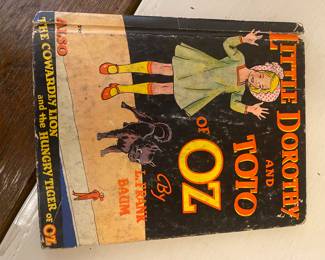 LITTLE DOROTHY
AND
TOTO
OF
OZ
By
L. FRANK
BAUM
ALSO
THE COWARDLY LION
and the HUNGRY TIGER of OZ